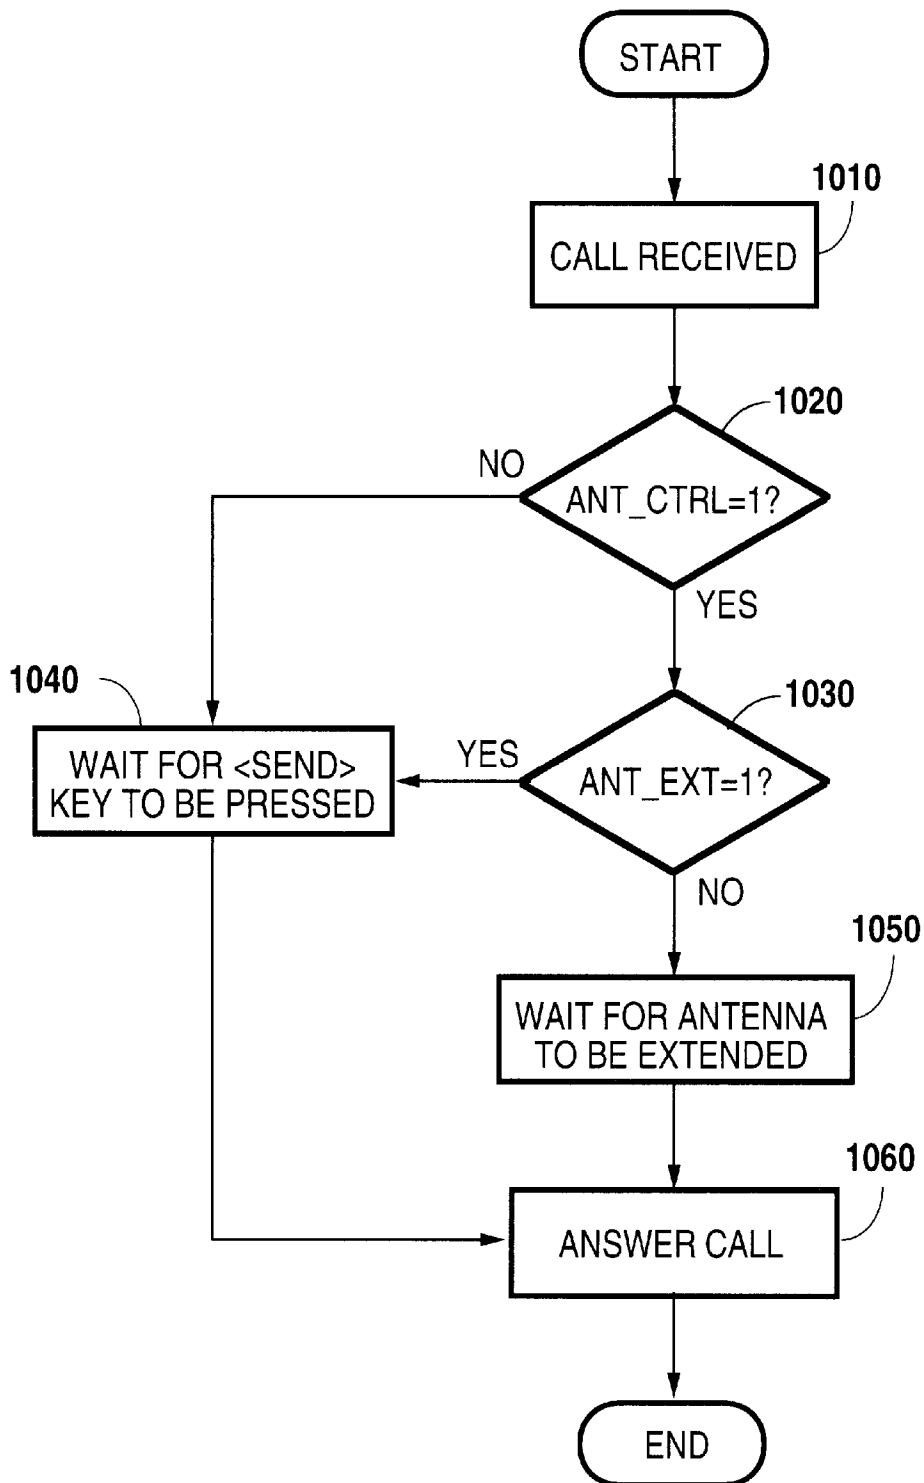 START
1010
CALL RECEIVED
1020
NO
ANT_CTRL=1?
YES
1040
1030
WAIT FOR <SEND>
KEY TO BE PRESSED
YES
ANT_EXT=1?
NO
1050
WAIT FOR ANTENNA
TO BE EXTENDED
1060
ANSWER CALL
END